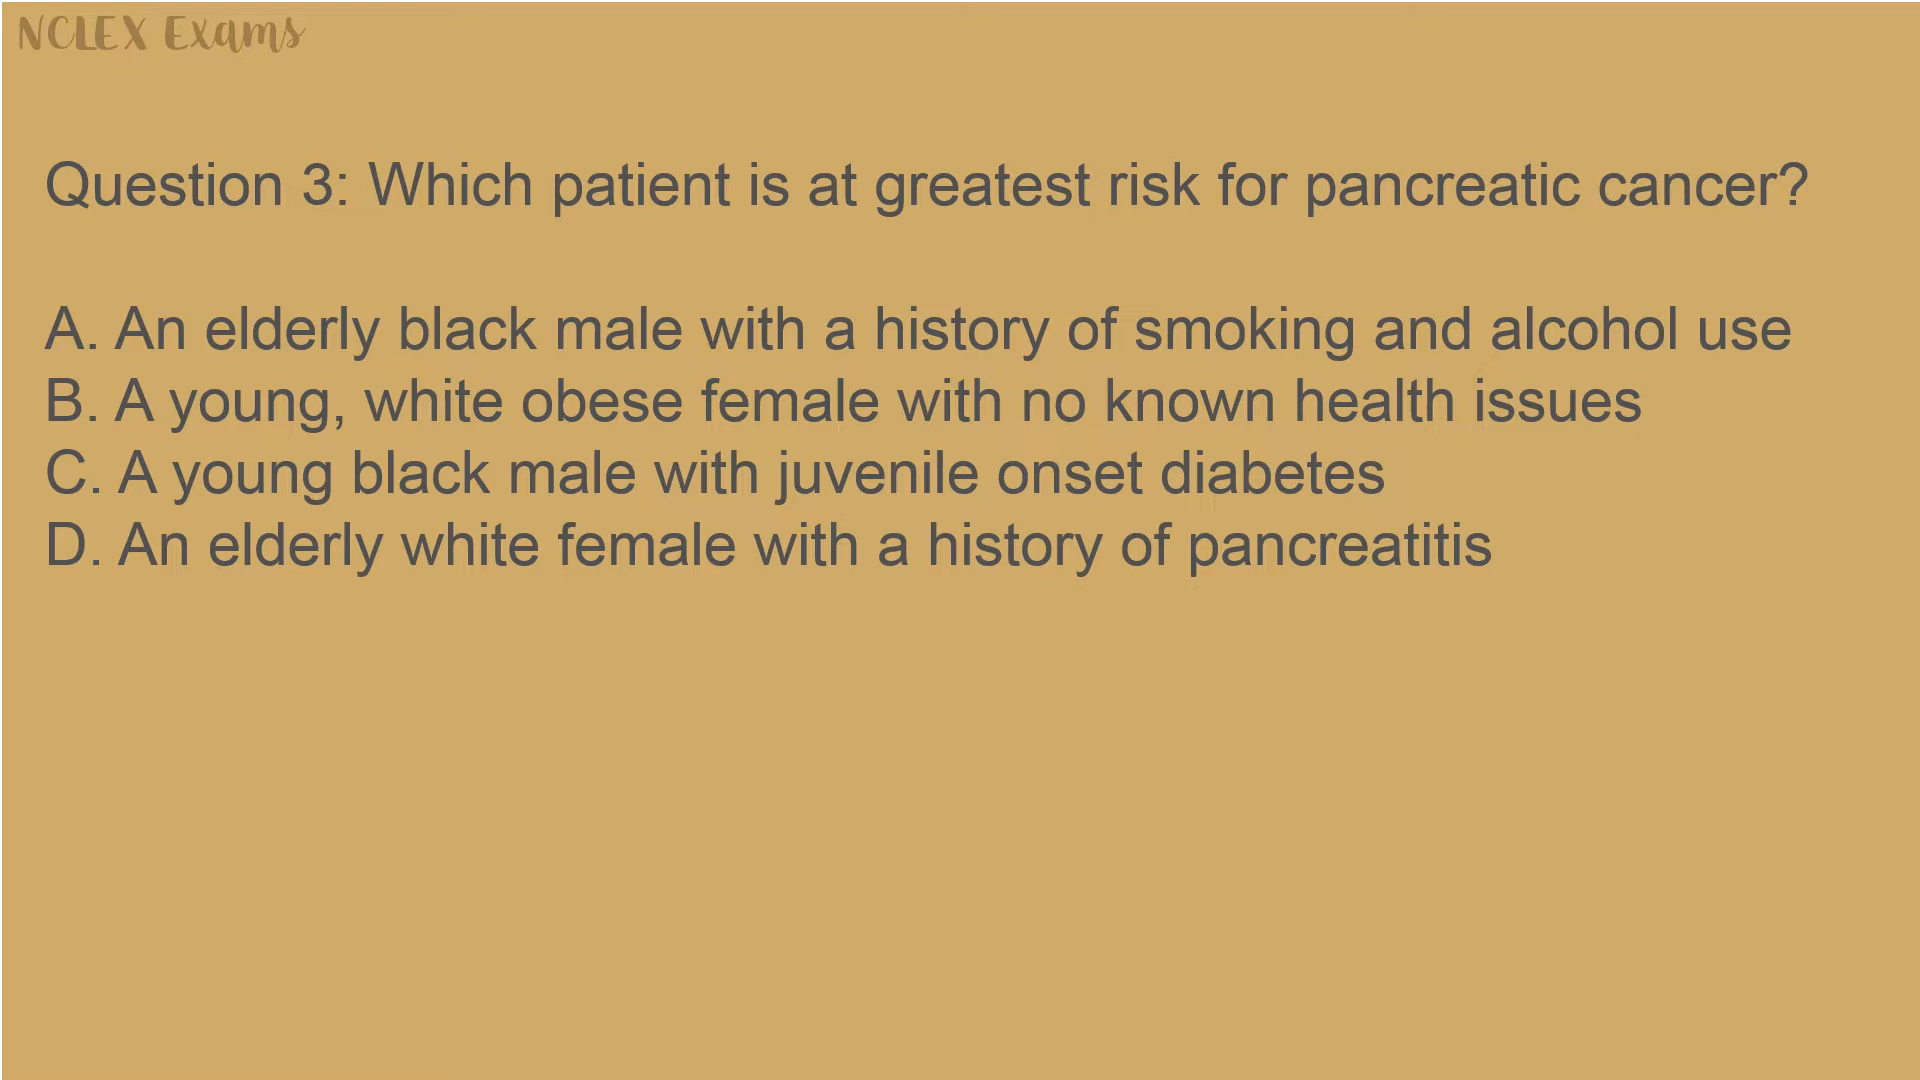 NCLEX Exams
Question 3: Which patient is at greatest risk for pancreatic cancer?
A. An elderly black male with a history of smoking and alcohol use
B. A young, white obese female with no known health issues
C. A young black male with juvenile onset diabetes
D. An elderly white female with a history of pancreatitis